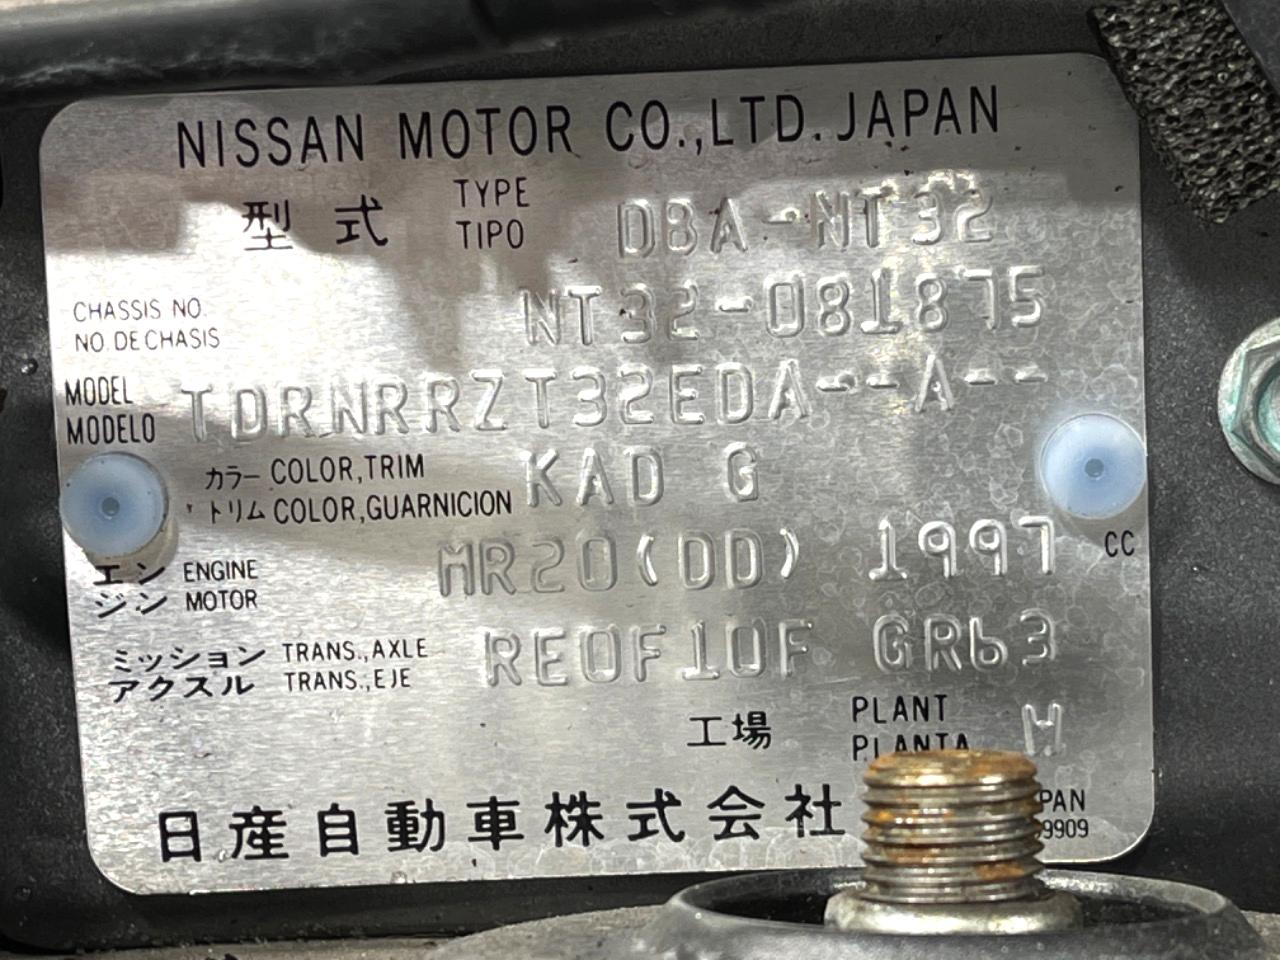 NISSAN MOTOR CO.,LTD.JAPAN
型式 TYPE TIPO DBA-NT32
CHASSIS NO. NT32-081875
NO. DE CHASIS
MODEL TDRNRRZT32EDA--A--
MODELO
カラー COLOR,TRIM KAD G
トリム COLOR,GUARNICION
エン ENGINE MR20(DD) 1997 CC
ジン MOTOR
ミッション TRANS.,AXLE RE0F10F GR63
アクスル TRANS.,EJE
工場 PLANT M
PLANTA
日産自動車株式会社